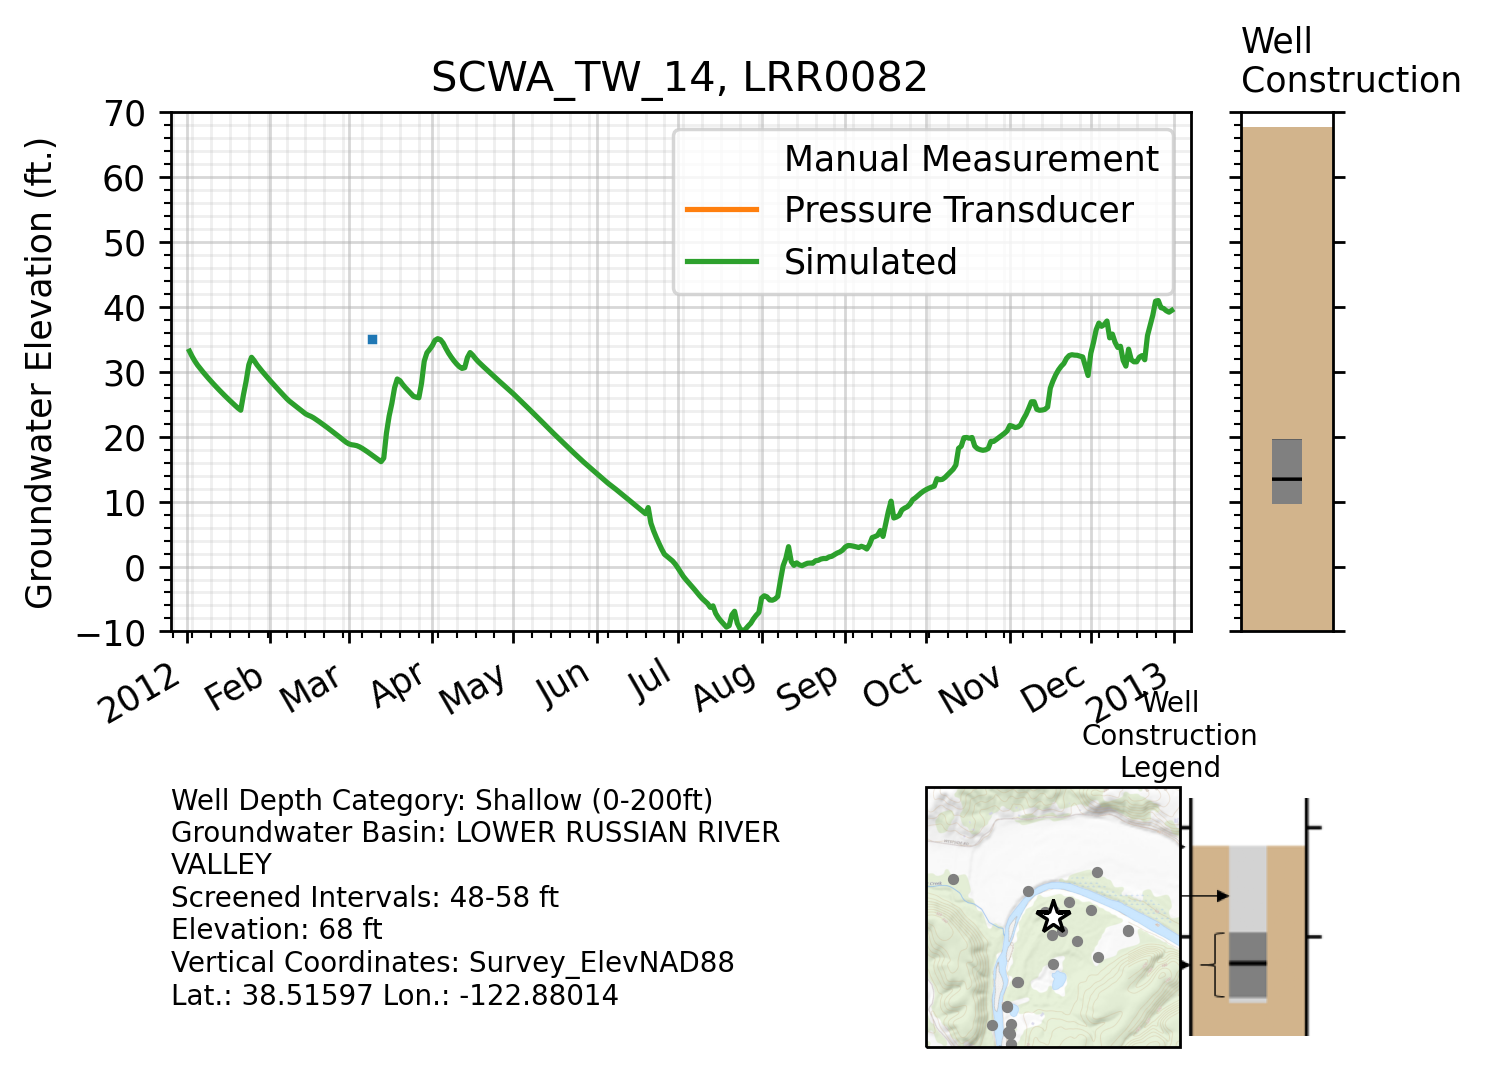 Well
Construction
SCWA_TW_14, LRR0082
Groundwater Elevation (ft.)
70
60
50
40
30
20
10
0
−10
Manual Measurement
Pressure Transducer
Simulated
2012
Feb
Mar
Apr
May
Jun
Jul
Aug
Sep
Oct
Nov
Dec
2013
Well
Construction
Legend
Well Depth Category: Shallow (0-200ft)
Groundwater Basin: LOWER RUSSIAN RIVER
VALLEY
Screened Intervals: 48-58 ft
Elevation: 68 ft
Vertical Coordinates: Survey_ElevNAD88
Lat.: 38.51597 Lon.: -122.88014